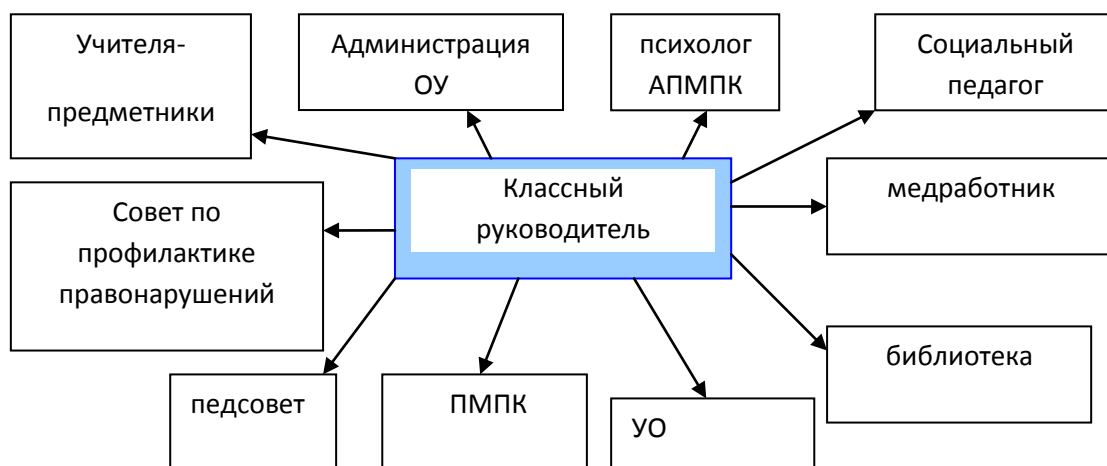 Учителя-
предметники
Администрация
ОУ
психолог
АПМПК
Социальный
педагог
Классный
руководитель
медработник
Совет по
профилактике
правонарушений
библиотека
педсовет
ПМПК
УО